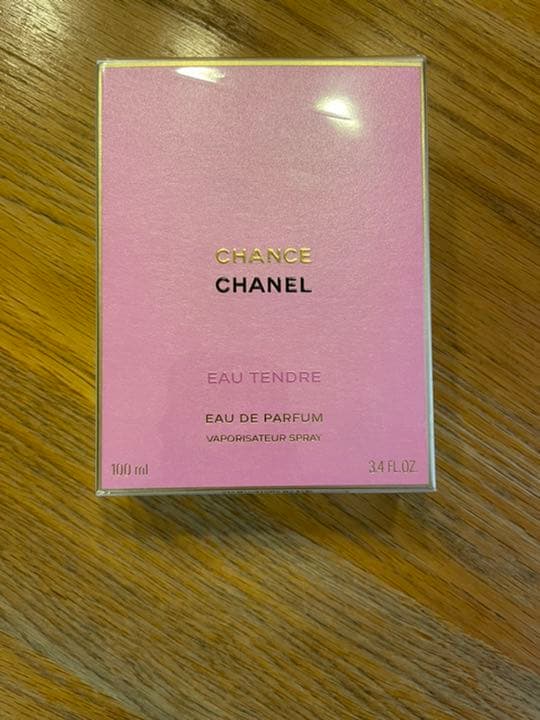 CHANCE
CHANEL
EAU TENDRE
EAU DE PARFUM
VAPORISATEUR SPRAY
100 ml 3.4 FL.OZ.